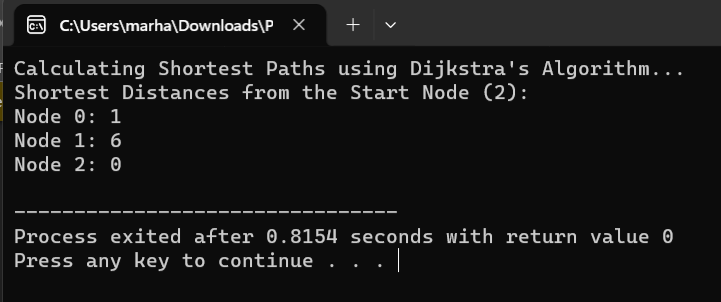 C:\Users\marha\Downloads\P
Calculating Shortest Paths using Dijkstra's Algorithm...
Shortest Distances from the Start Node (2):
Node 0: 1
Node 1: 6
Node 2: 0
--------------------------------
Process exited after 0.8154 seconds with return value 0
Press any key to continue . . .